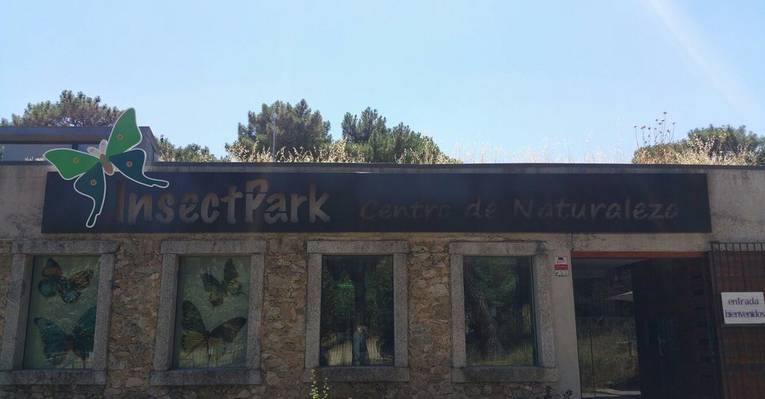 InsectPark Centro de Naturaleza
entrada
bienvenidos